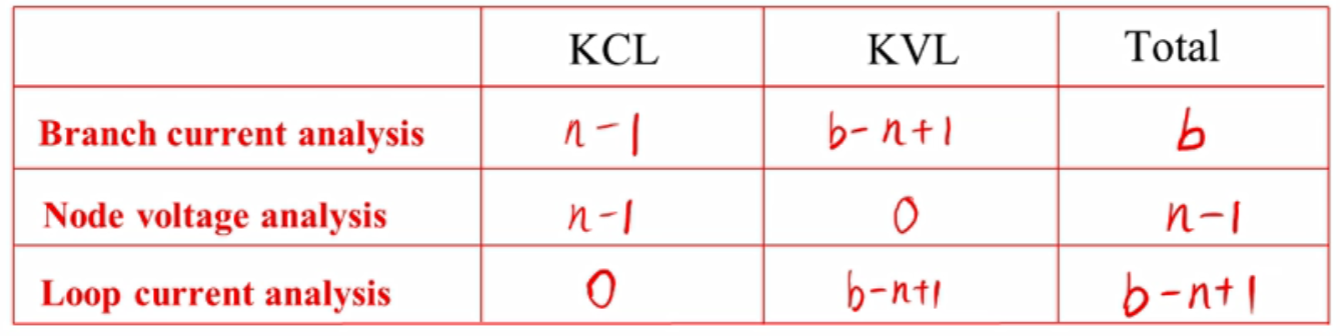 KCL KVL Total
Branch current analysis n-1 b-n+1 b
Node voltage analysis n-1 0 n-1
Loop current analysis 0 b-n+1 b-n+1